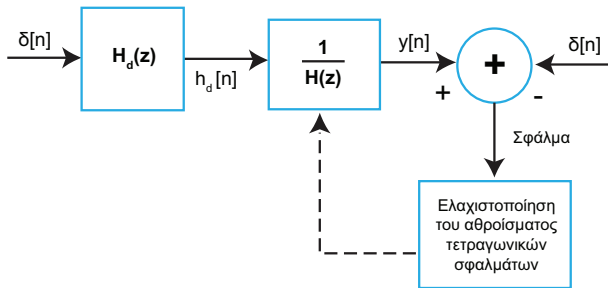 δ[n]
H_d(z)
h_d[n]
1
H(z)
y[n]
+
δ[n]
+
-
Σφάλμα
Ελαχιστοποίηση
του αθροίσματος
τετραγωνικών
σφαλμάτων